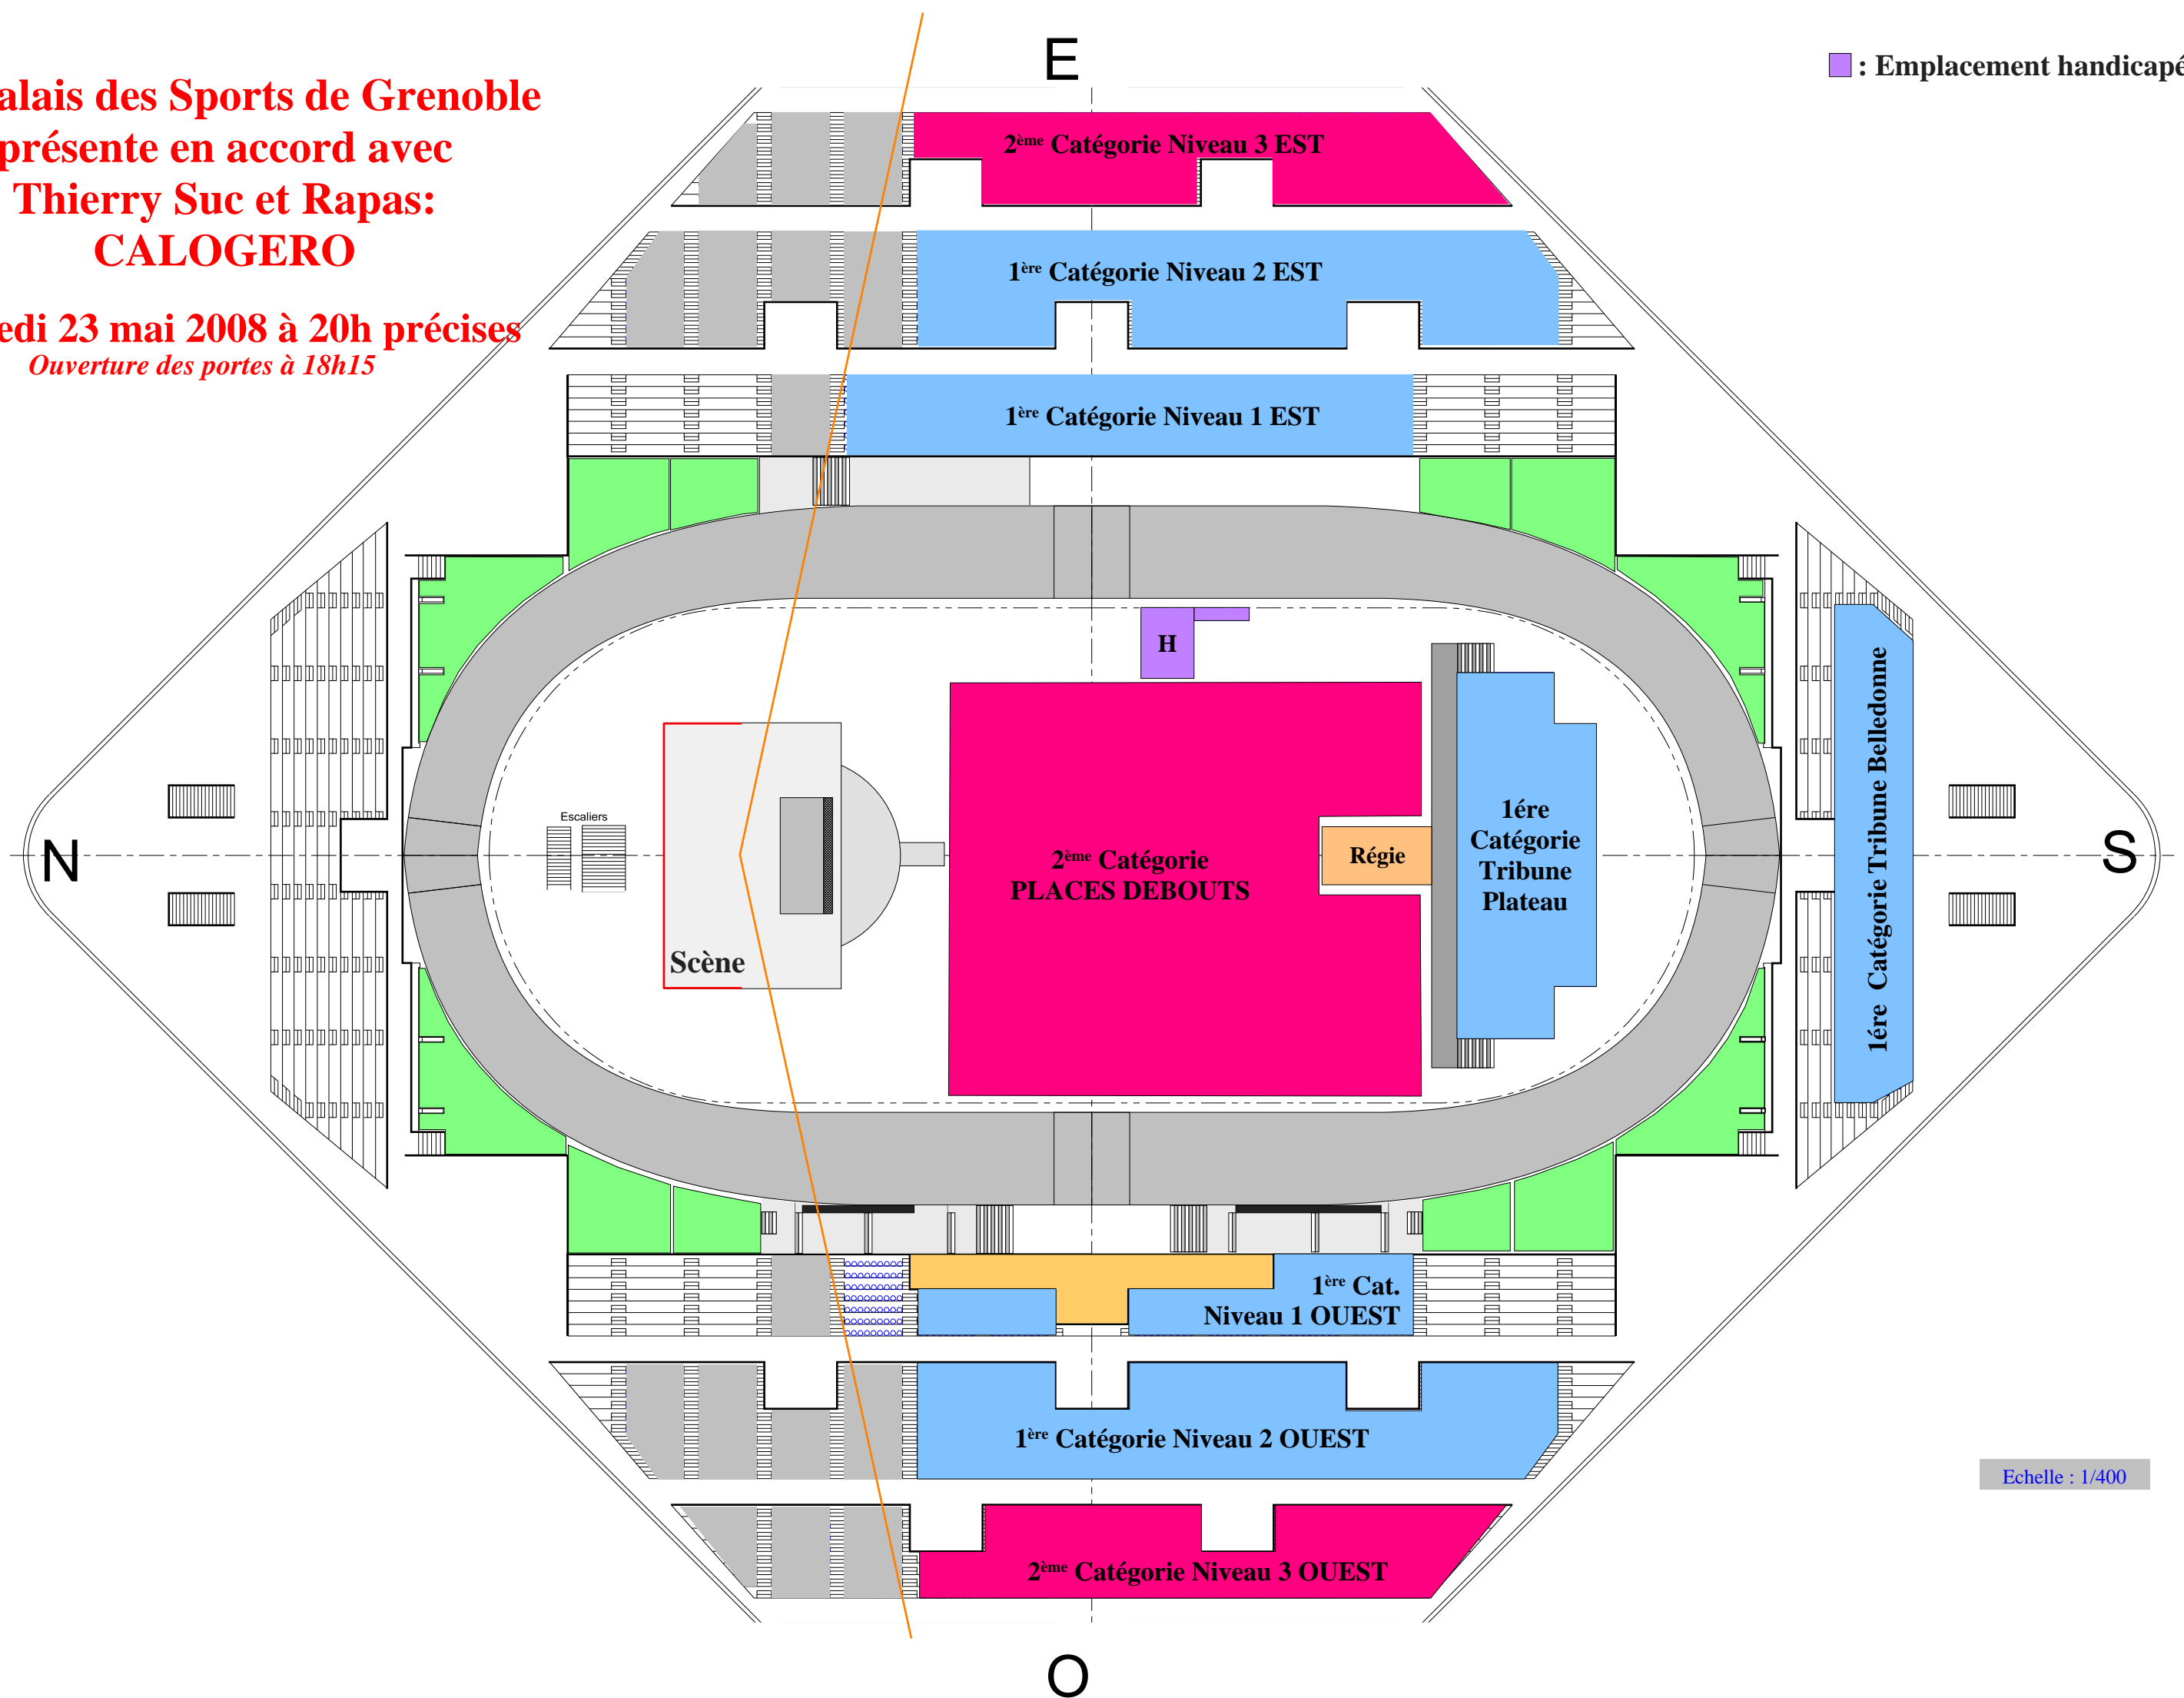 alais des Sports de Grenoble
présente en accord avec
Thierry Suc et Rapas:
CALOGERO
edi 23 mai 2008 à 20h précises
Ouverture des portes à 18h15
E
: Emplacement handicapé
2ème Catégorie Niveau 3 EST
1ère Catégorie Niveau 2 EST
1ère Catégorie Niveau 1 EST
H
Escaliers
N
Scène
2ème Catégorie
PLACES DEBOUTS
Régie
1ére
Catégorie
Tribune
Plateau
1ére Catégorie Tribune Belledonne
S
1ère Cat.
Niveau 1 OUEST
1ère Catégorie Niveau 2 OUEST
2ème Catégorie Niveau 3 OUEST
Echelle : 1/400
O